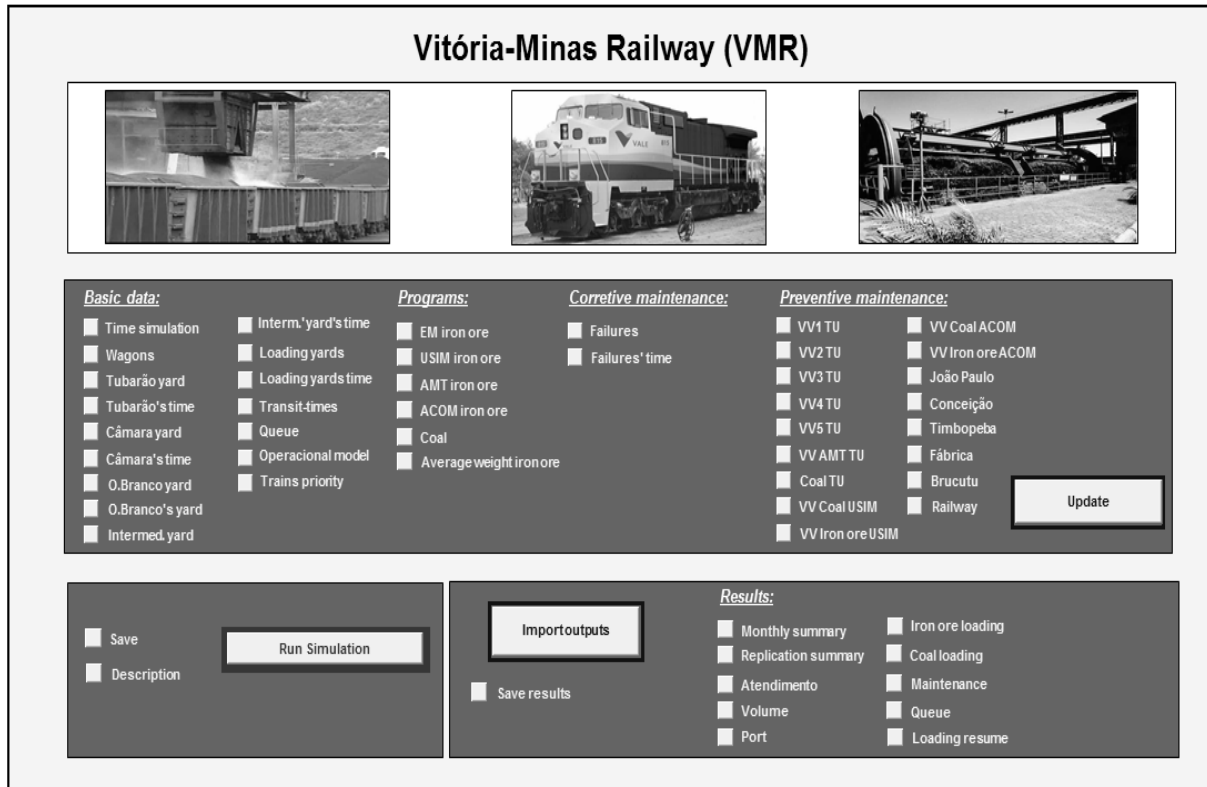 Vitória-Minas Railway (VMR)
VALE
Basic data:
Time simulation
Wagons
Tubarão yard
Tubarão's time
Câmara yard
Câmara's time
O.Branco yard
O.Branco's yard
Intermed. yard
Interm.'yard's time
Loading yards
Loading yards time
Transit-times
Queue
Operacional model
Trains priority
Programs:
EM iron ore
USIM iron ore
AMT iron ore
ACOM iron ore
Coal
Average weight iron ore
Corretive maintenance:
Failures
Failures' time
Preventive maintenance:
VV1 TU
VV2 TU
VV3 TU
VV4 TU
VV5 TU
VV AMT TU
Coal TU
VV Coal USIM
VV Iron ore USIM
VV Coal ACOM
VV Iron ore ACOM
João Paulo
Conceição
Timbopeba
Fábrica
Brucutu
Railway
Update
Save
Description
Run Simulation
Import outputs
Save results
Results:
Monthly summary
Replication summary
Atendimento
Volume
Port
Iron ore loading
Coal loading
Maintenance
Queue
Loading resume